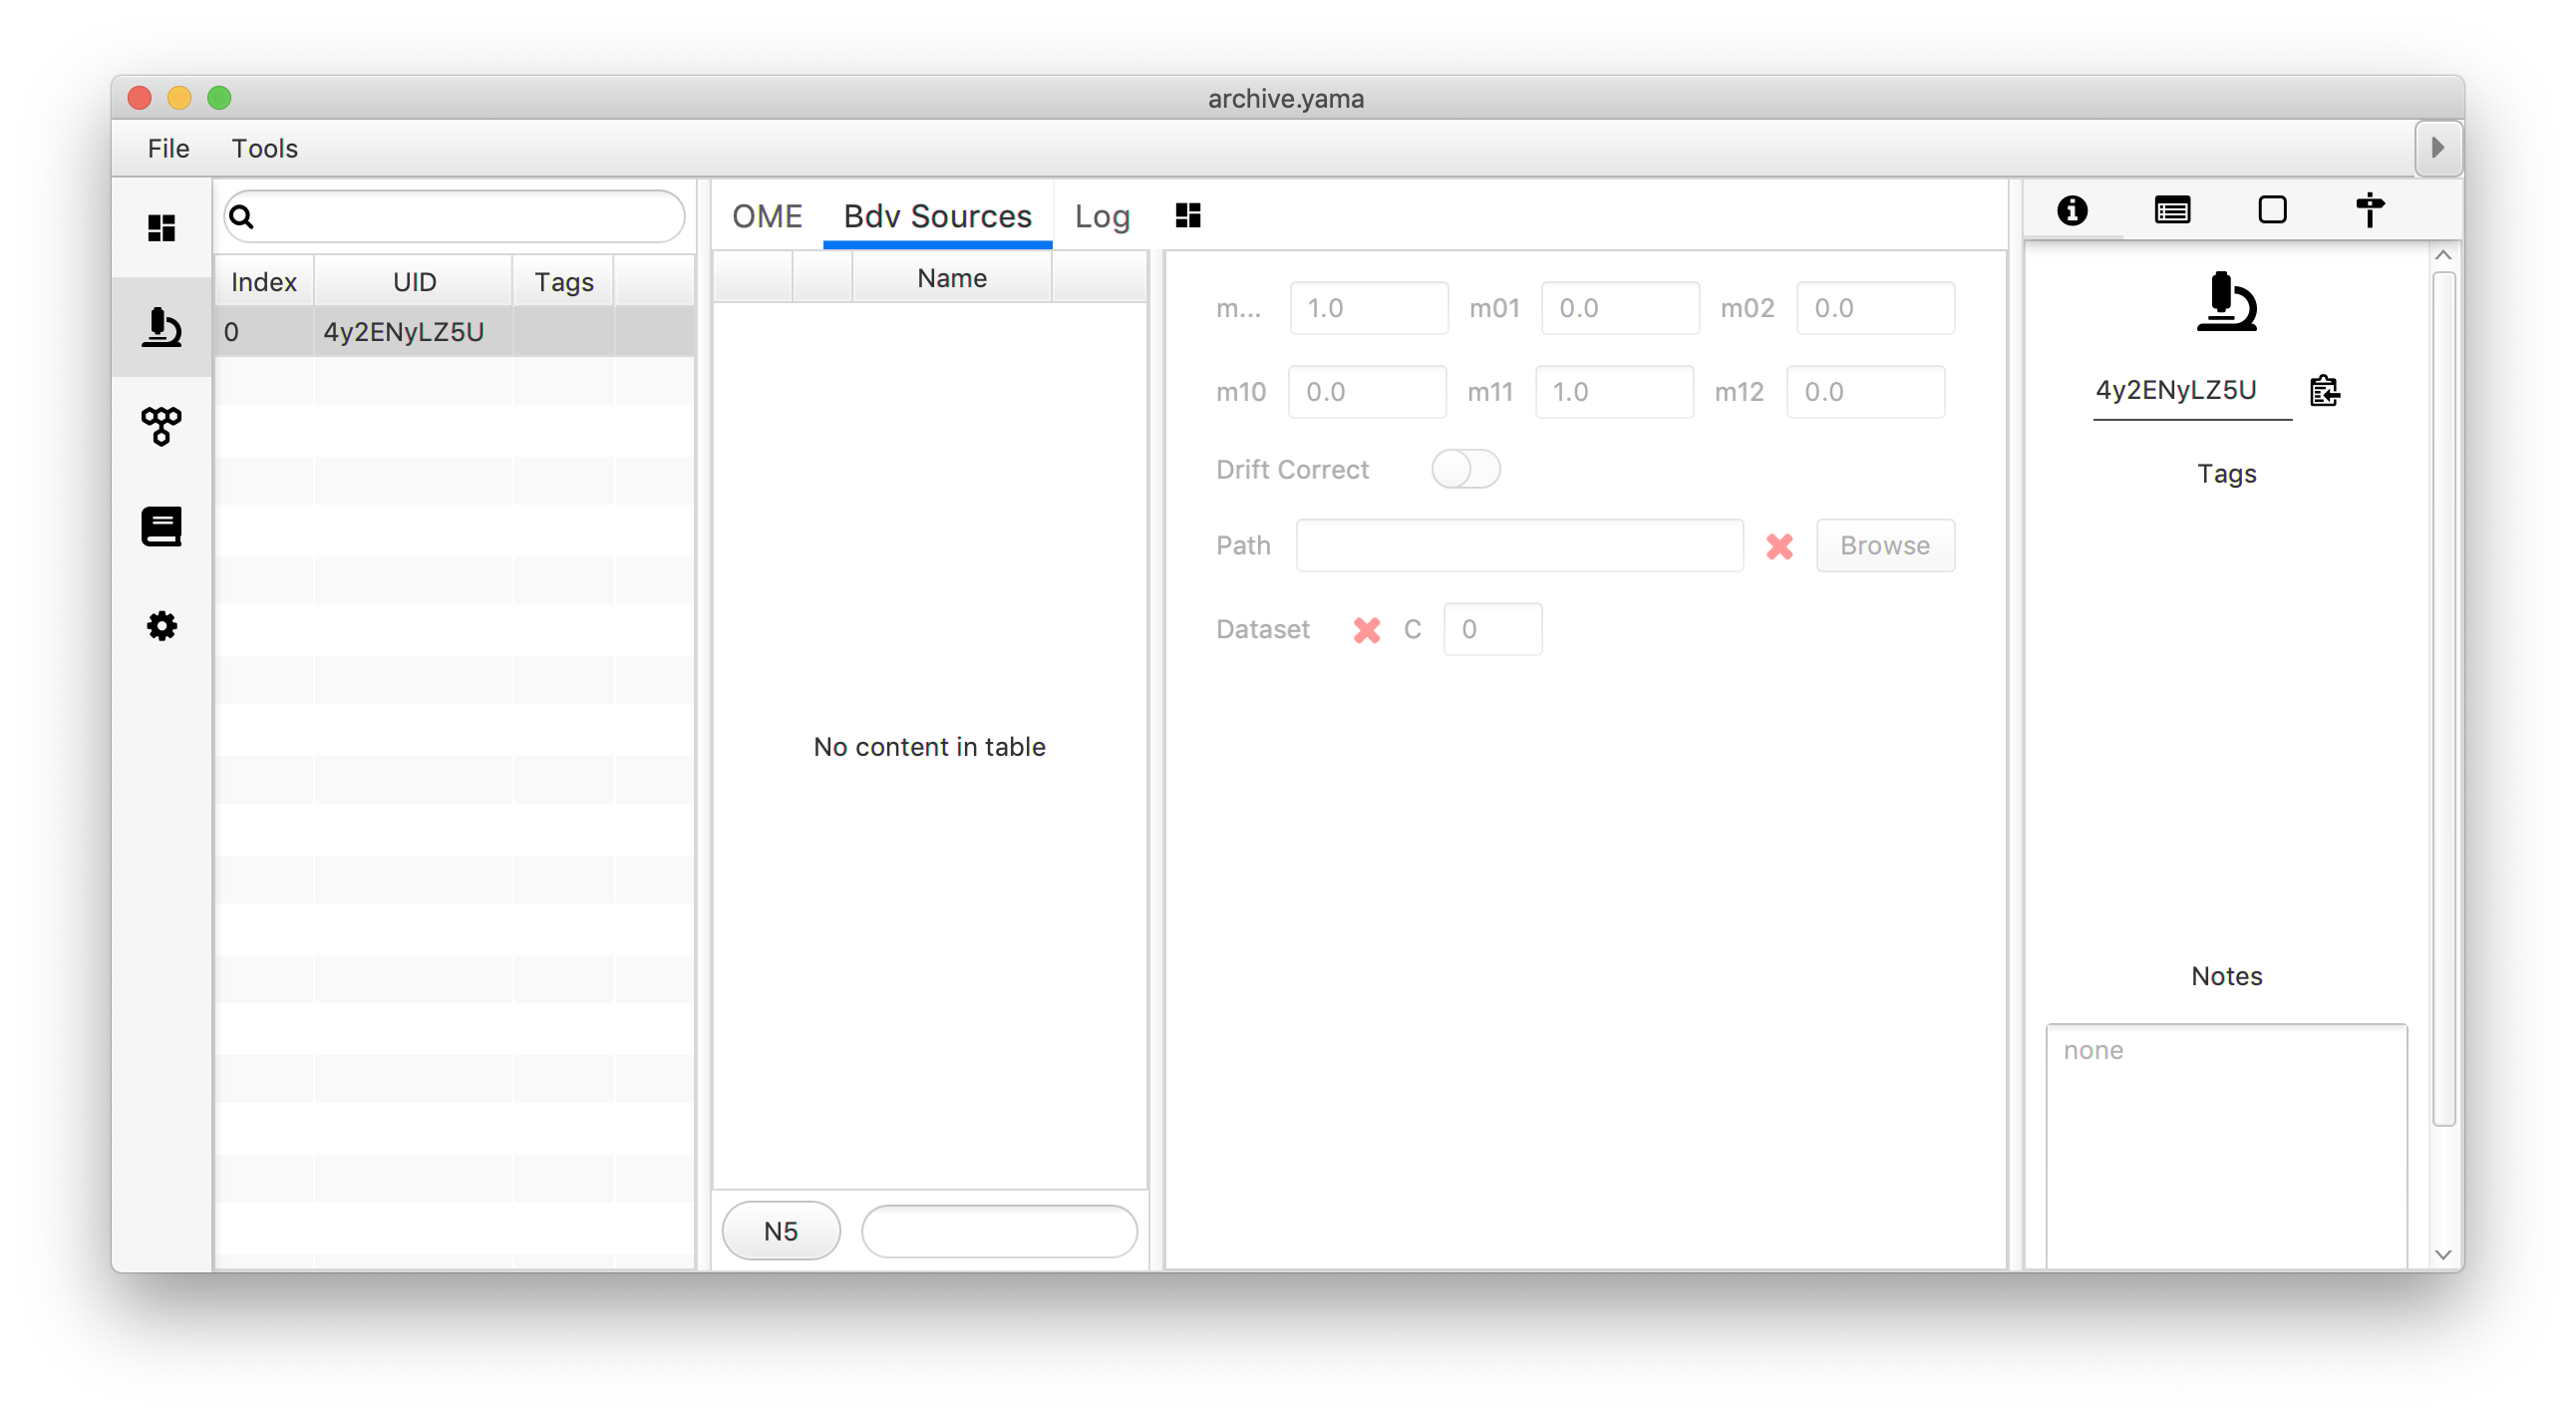 archive.yama
File Tools
OME Bdv Sources Log
Index UID Tags
0 4y2ENyLZ5U
Name
No content in table
N5
m... 1.0 m01 0.0 m02 0.0
m10 0.0 m11 1.0 m12 0.0
Drift Correct
Path Browse
Dataset C 0
4y2ENyLZ5U
Tags
Notes
none